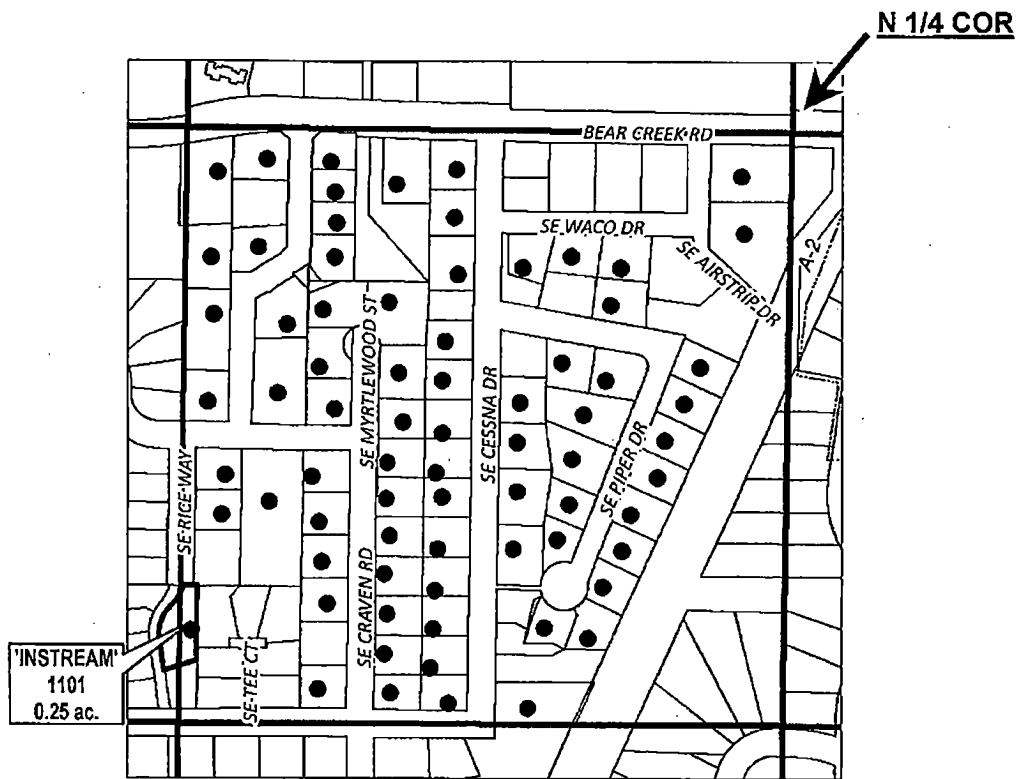 N 1/4 COR
BEAR CREEK RD
SE WACO DR
SE AIRSTRIP DR
A-2
SE MYRTLEWOOD ST
SE CESSNA DR
SE PIPER DR
SE RICE WAY
SE CRAVEN RD
SE TEE CT
'INSTREAM'
1101
0.25 ac.